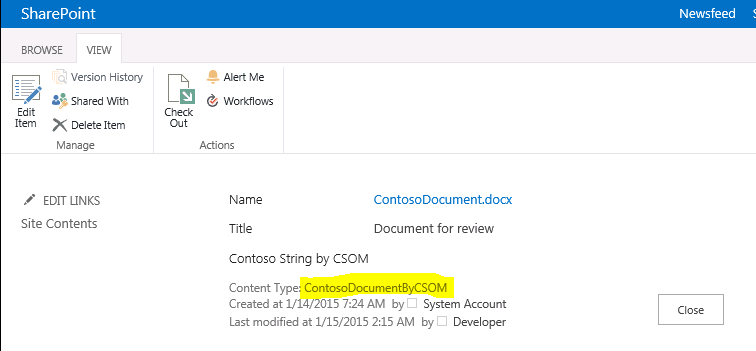 SharePoint Newsfeed S
BROWSE VIEW
Edit Item
Version History
Shared With
Delete Item
Manage
Check Out
Alert Me
Workflows
Actions
EDIT LINKS
Site Contents
Name ContosoDocument.docx
Title Document for review
Contoso String by CSOM
Content Type: ContosoDocumentByCSOM
Created at 1/14/2015 7:24 AM by System Account
Last modified at 1/15/2015 2:15 AM by Developer
Close